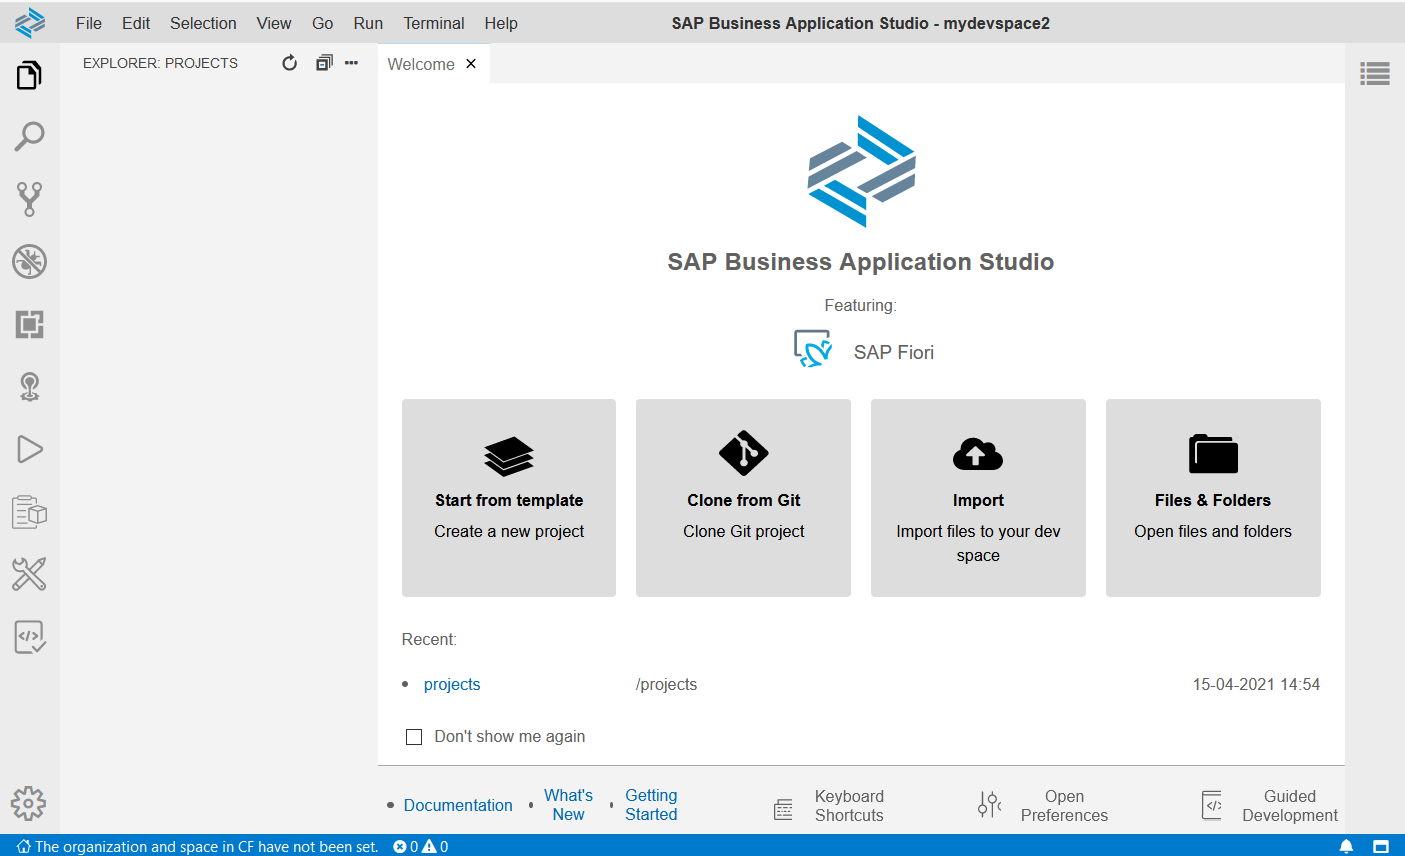 File Edit Selection View Go Run Terminal Help
SAP Business Application Studio - mydevspace2
EXPLORER: PROJECTS
Welcome
SAP Business Application Studio
Featuring:
SAP Fiori
Start from template
Create a new project
Clone from Git
Clone Git project
Import
Import files to your dev
space
Files & Folders
Open files and folders
Recent:
projects /projects 15-04-2021 14:54
Don't show me again
Documentation
What's
New
Getting
Started
Keyboard
Shortcuts
Open
Preferences
Guided
Development
The organization and space in CF have not been set. 0 0